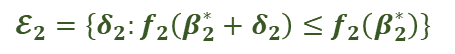 ℰ₂ = {δ₂: f₂(β₂* + δ₂) ≤ f₂(β₂*)}